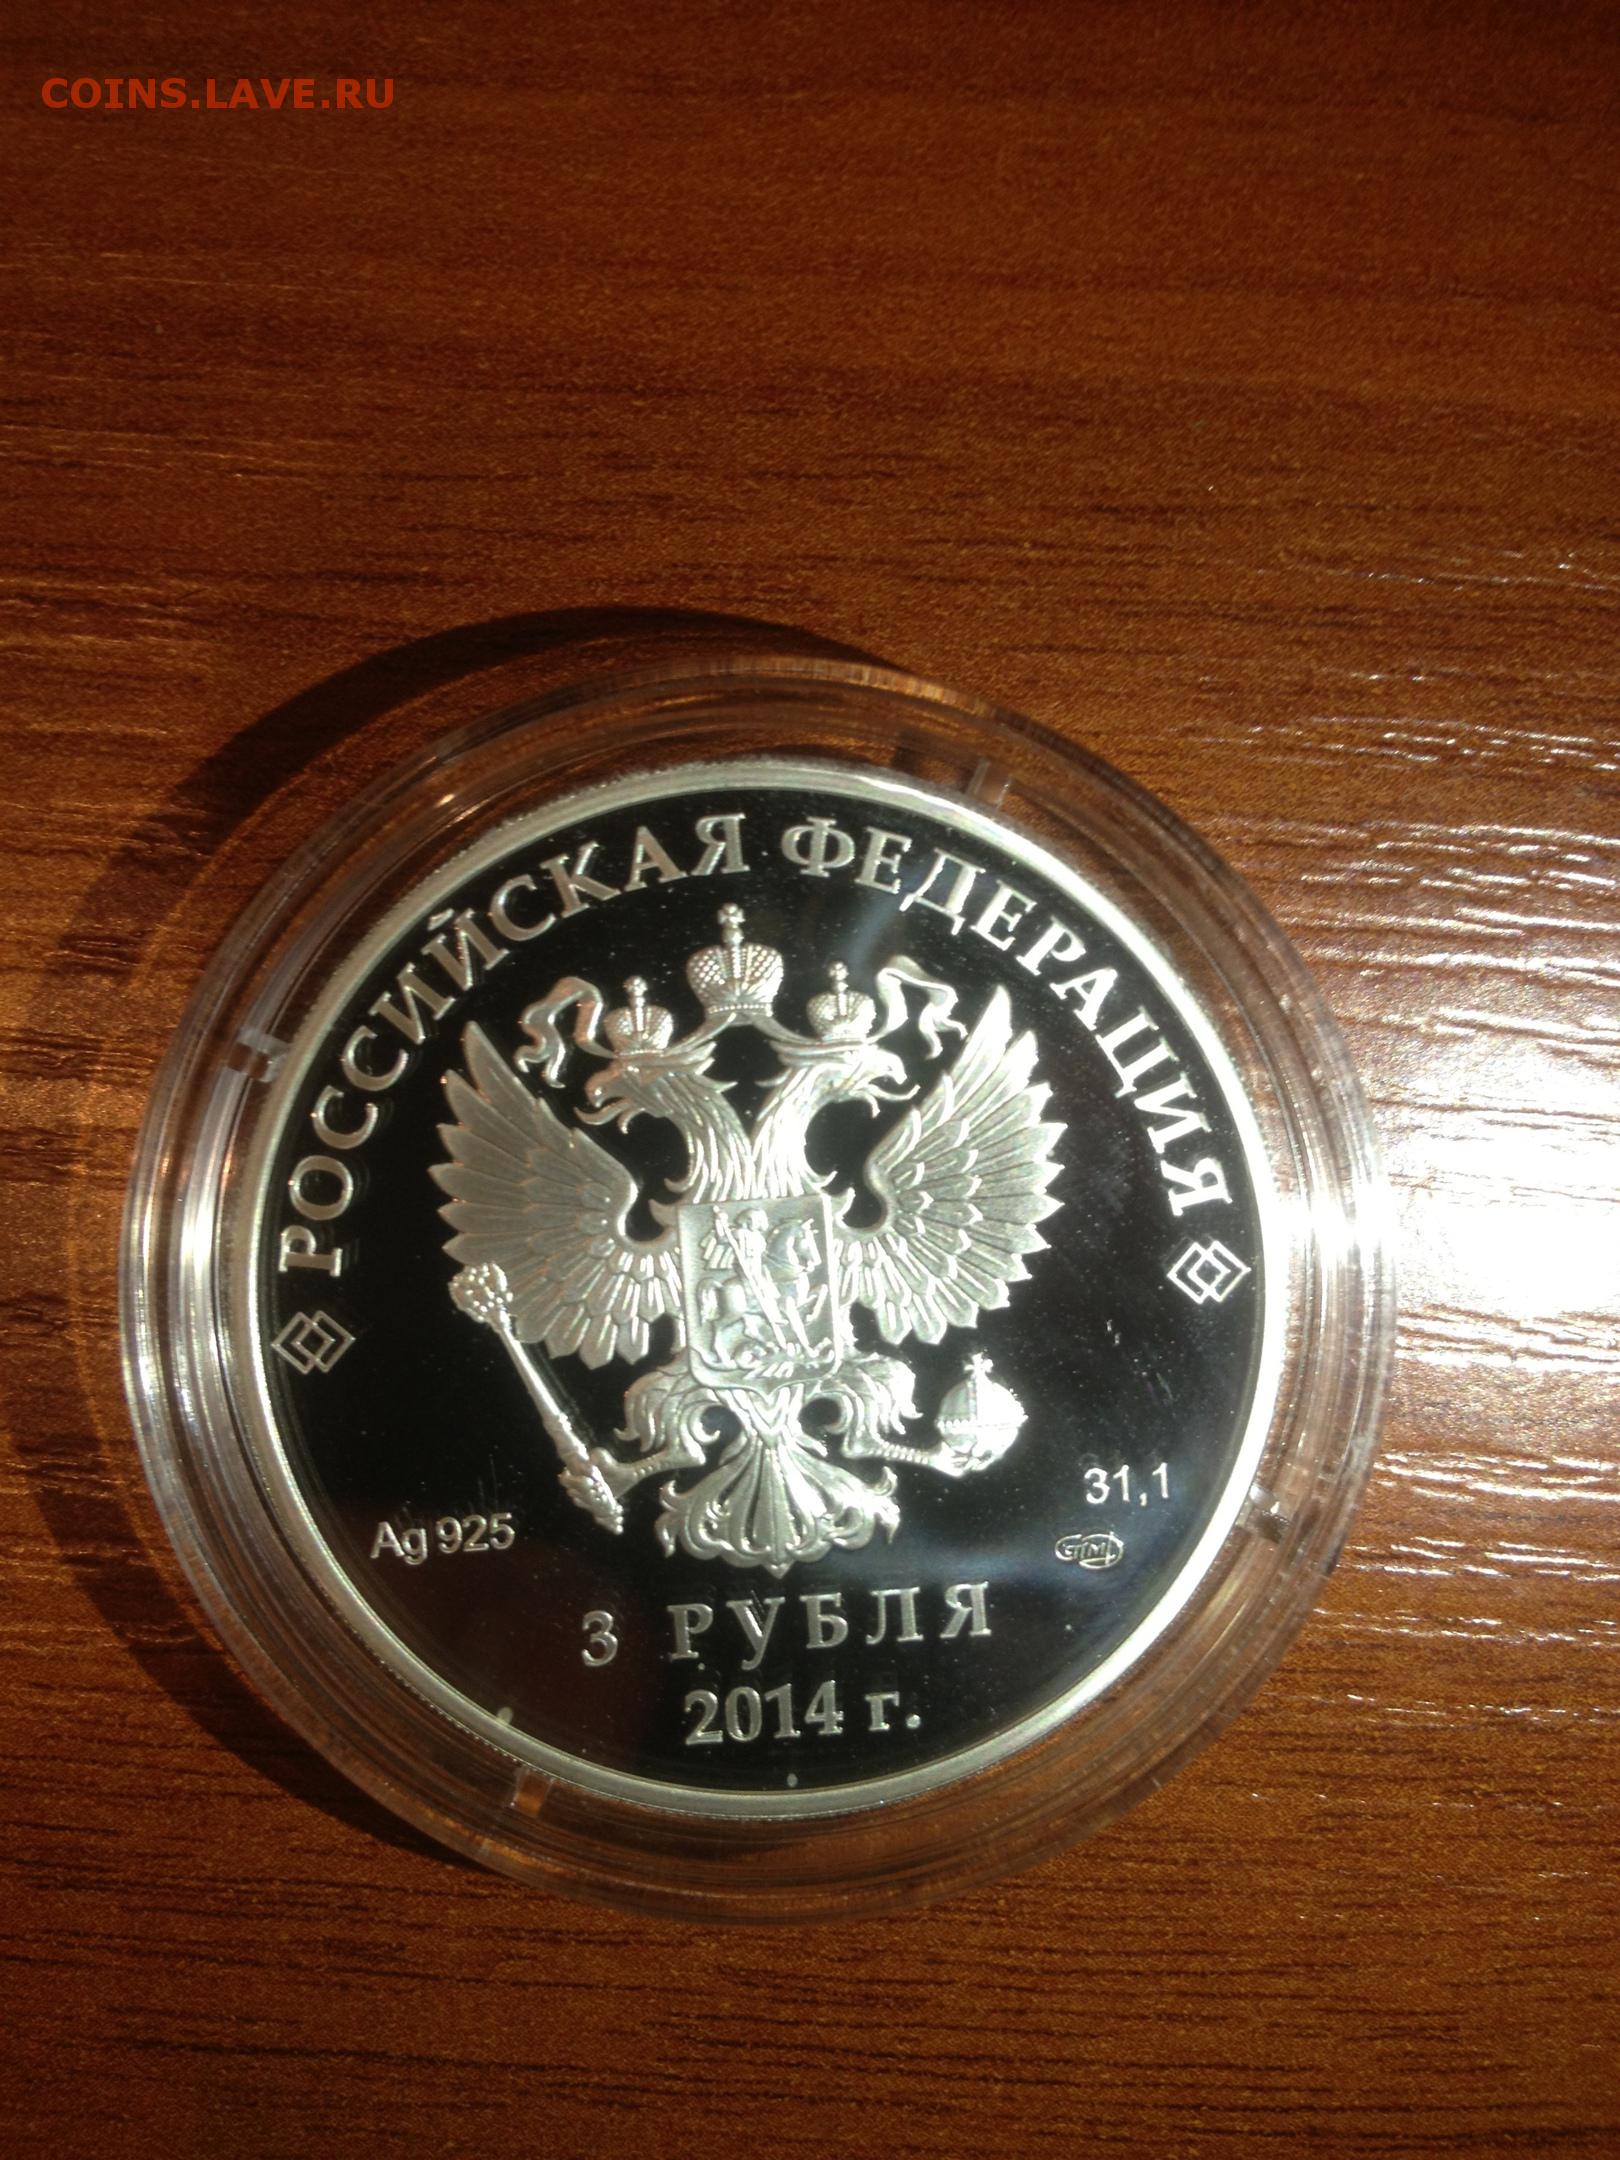 COINS.LAVE.RU
РОССИЙСКАЯ ФЕДЕРАЦИЯ
Ag 925
31,1
СПМД
3 РУБЛЯ
2014 г.